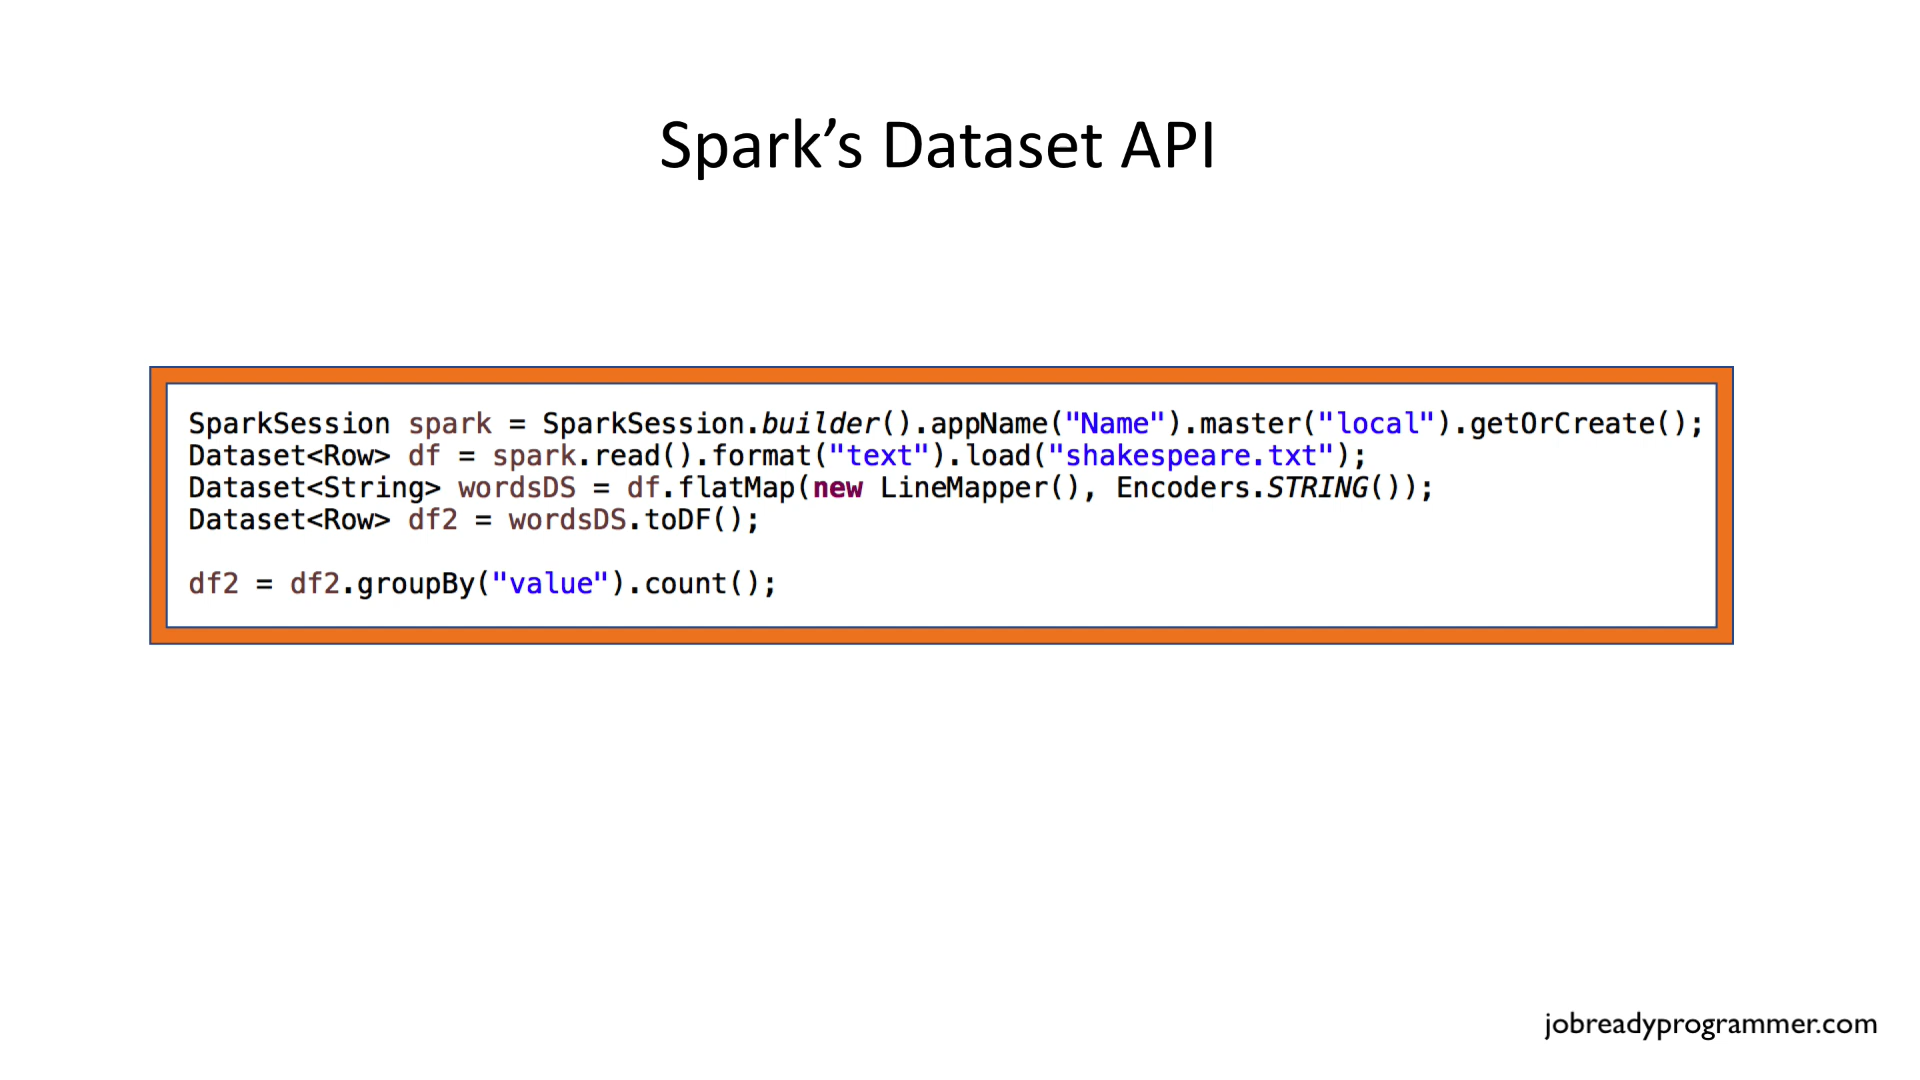 Spark’s Dataset API
SparkSession spark = SparkSession.builder().appName("Name").master("local").getOrCreate();
Dataset<Row> df = spark.read().format("text").load("shakespeare.txt");
Dataset<String> wordsDS = df.flatMap(new LineMapper(), Encoders.STRING());
Dataset<Row> df2 = wordsDS.toDF();
df2 = df2.groupBy("value").count();
jobreadyprogrammer.com